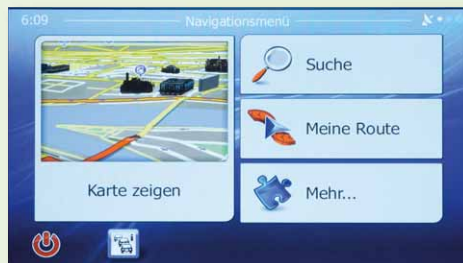 6:09
Navigationsmenü
Suche
Meine Route
Karte zeigen
Mehr...